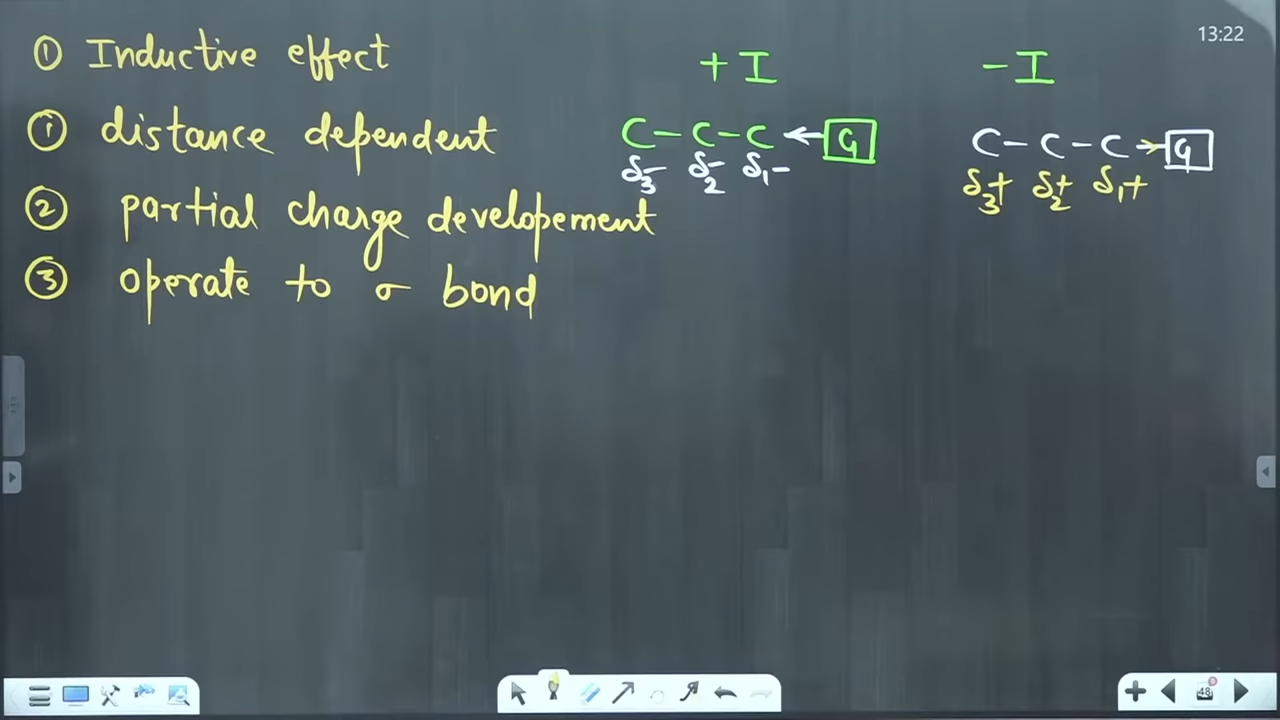 13:22
① Inductive effect
① distance dependent
② partial charge developement
③ operate to σ bond
+ I
C - C - C ← G
δ₃- δ₂- δ₁-
- I
C - C - C → G
δ₃+ δ₂+ δ₁+
48